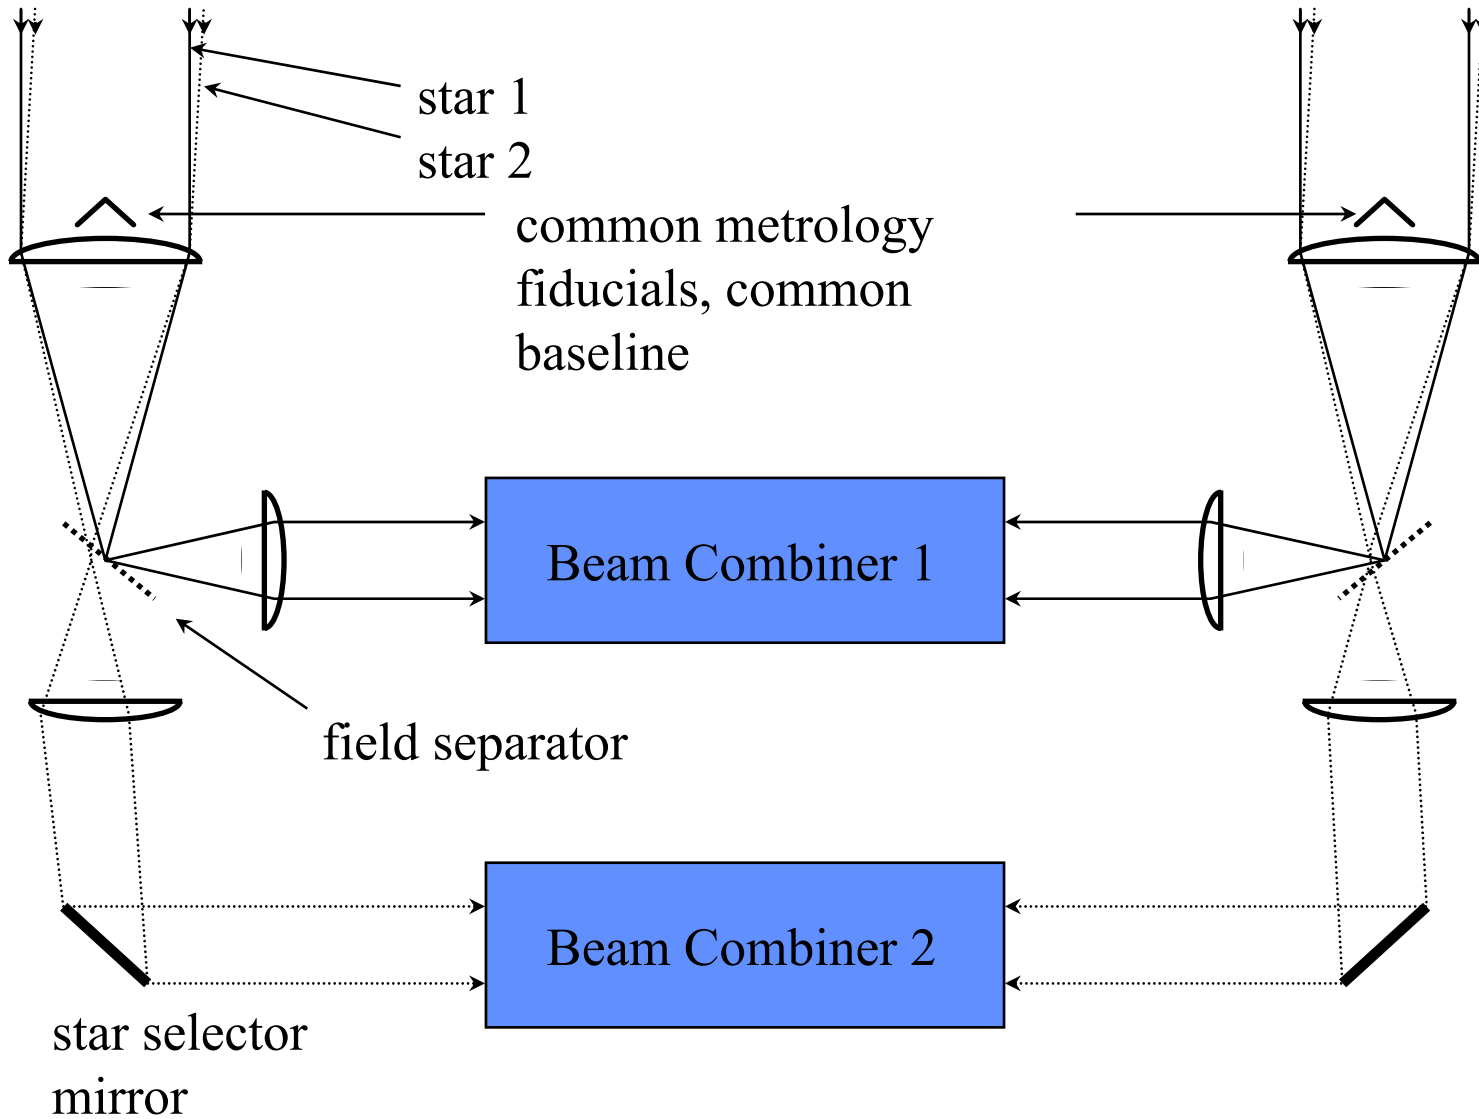 star 1
star 2
common metrology
fiducials, common
baseline
Beam Combiner 1
field separator
Beam Combiner 2
star selector
mirror